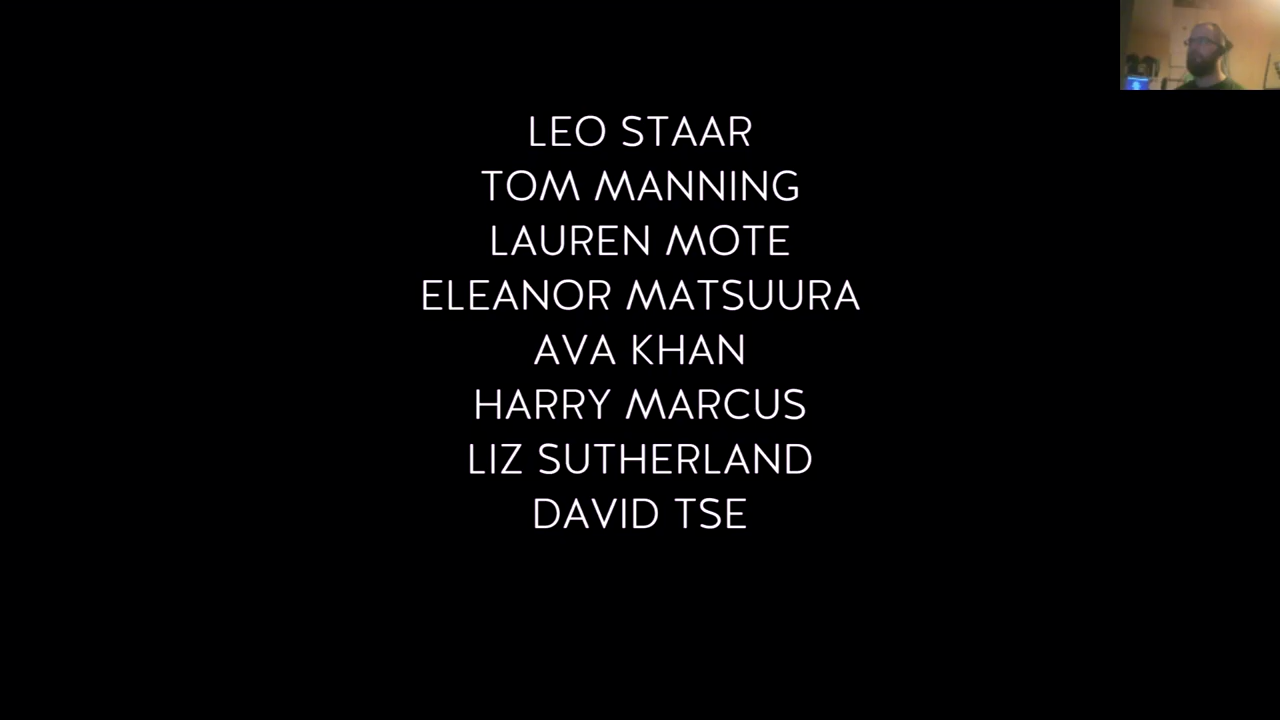 LEO STAAR
TOM MANNING
LAUREN MOTE
ELEANOR MATSUURA
AVA KHAN
HARRY MARCUS
LIZ SUTHERLAND
DAVID TSE